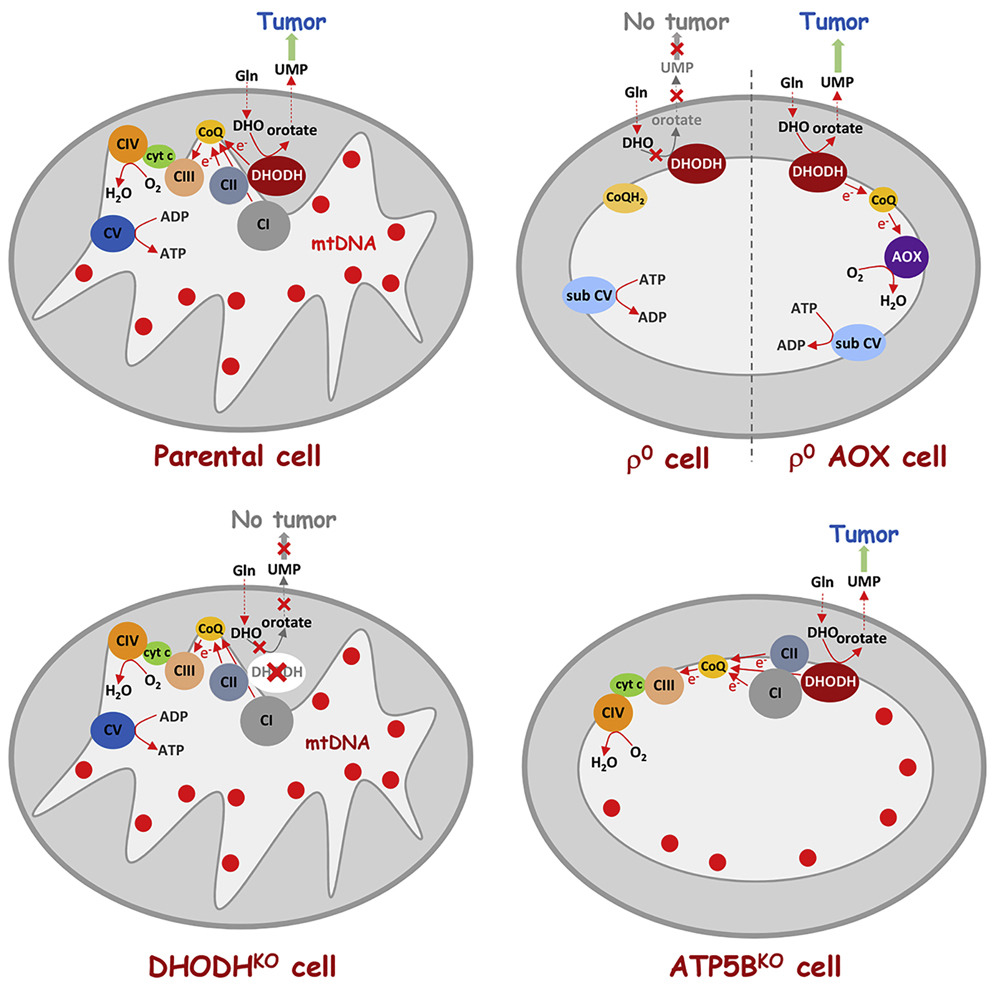 Tumor
UMP
Gln
DHO orotate
CoQ
e-
e-
CIV
cyt c
CIII
CII
DHODH
H2O
O2
CI
CV
ADP
ATP
mtDNA
Parental cell
No tumor
UMP
Gln
orotate
DHO
DHODH
CoQH2
sub CV
ATP
ADP
ρ0 cell
Tumor
UMP
Gln
DHO orotate
DHODH
e-
CoQ
e-
AOX
O2
H2O
ATP
ADP
sub CV
ρ0 AOX cell
No tumor
UMP
Gln
DHO orotate
CoQ
e-
CIV
cyt c
CIII
CII
DHODH
H2O
O2
CI
CV
ADP
ATP
mtDNA
DHODHKO cell
Tumor
UMP
Gln
DHO orotate
CII
e-
CoQ
e-
e-
DHODH
CI
CIII
cyt c
CIV
H2O
O2
ATP5BKO cell